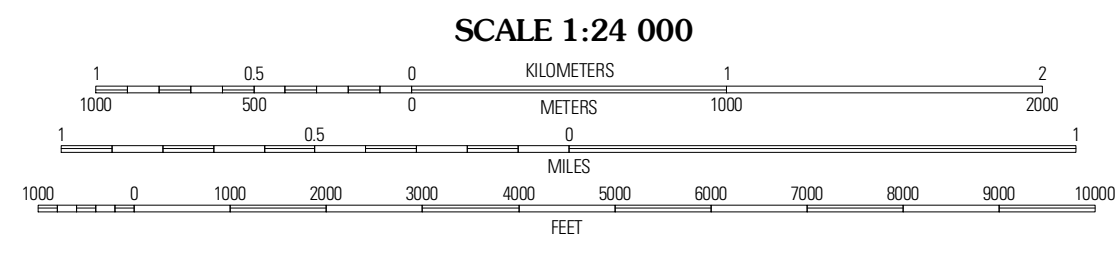 SCALE 1:24 000
1 0.5 0 KILOMETERS 1 2
1000 500 0 METERS 1000 2000
1 0.5 0 1
MILES
1000 0 1000 2000 3000 4000 5000 6000 7000 8000 9000 10000
FEET